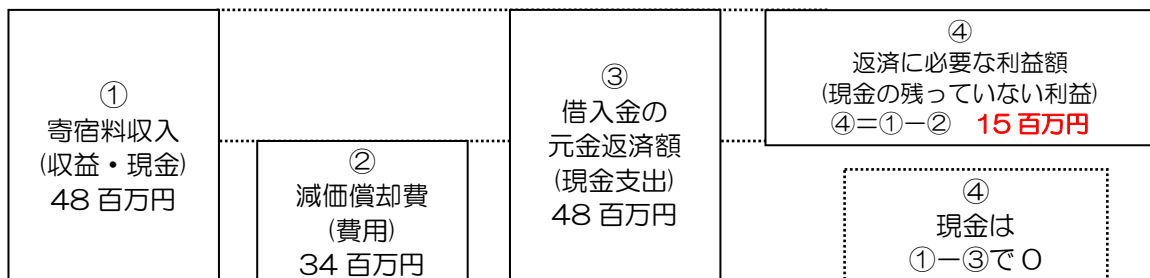 ①
寄宿料収入
(収益・現金)
48 百万円
②
減価償却費
(費用)
34 百万円
③
借入金の
元金返済額
(現金支出)
48 百万円
④
返済に必要な利益額
(現金の残っていない利益)
④=①-② 15 百万円
④
現金は
①-③で0